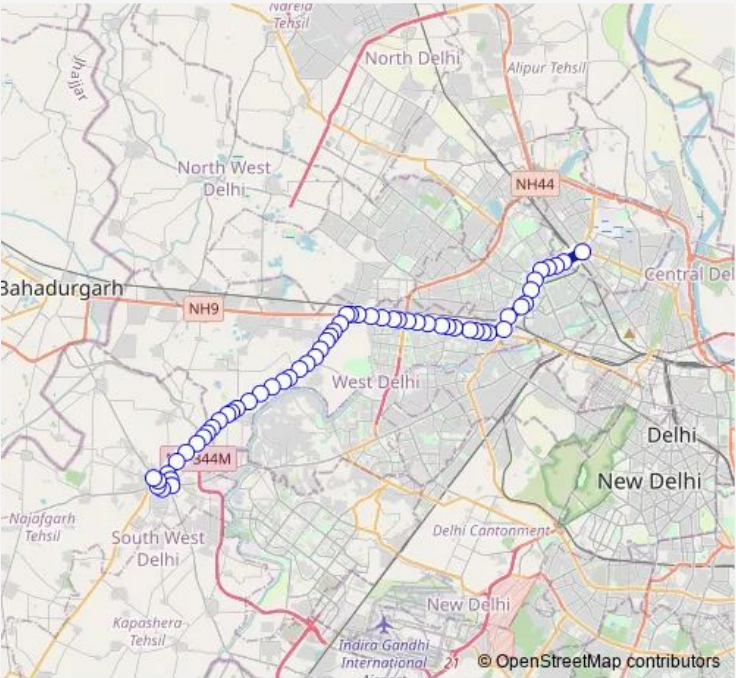 Narela
Tehsil
North Delhi
Alipur Tehsil
Jhajjar
North West
Delhi
NH44
Central Del
Bahadurgarh
NH9
West Delhi
344M
Delhi
New Delhi
Najafgarh
Tehsil
South West
Delhi
Delhi Cantonment
New Delhi
Kapashera
Tehsil
Indira Gandhi
International
21
© OpenStreetMap contributors